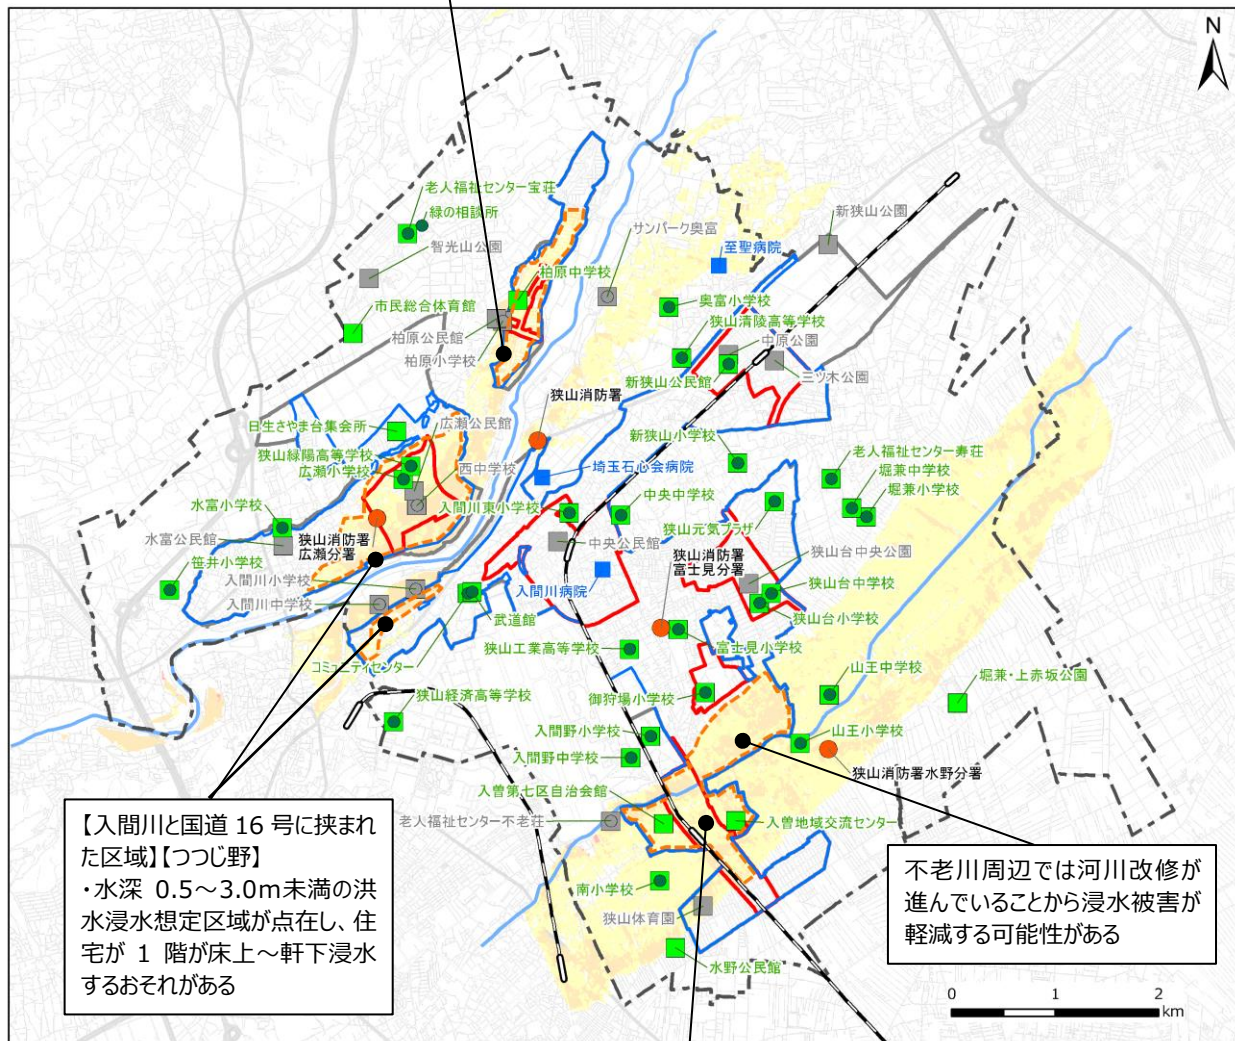 N
老人福祉センター宝荘
緑の相談所
智光山公園
サンパーク奥富
新狭山公園
至聖病院
柏原中学校
市民総合体育館
奥富小学校
柏原公民館
狭山清陵高等学校
中原公園
柏原小学校
新狭山公民館
三ツ木公園
狭山消防署
広瀬公民館
日生さやま台集会所
新狭山小学校
狭山緑陽高等学校
西中学校
埼玉石心会病院
老人福祉センター寿荘
広瀬小学校
堀兼中学校
水富小学校
入間川東小学校
中央中学校
堀兼小学校
狭山元気プラザ
水富公民館
狭山消防署
広瀬分署
中央公民館
狭山消防署
富士見分署
狭山台中央公園
笹井小学校
入間川小学校
入間川病院
狭山台中学校
入間川中学校
武道館
狭山台小学校
狭山工業高等学校
富士見小学校
コミュニティセンター
山王中学校
堀兼・上赤坂公園
狭山経済高等学校
御狩場小学校
入間野小学校
山王小学校
入間野中学校
狭山消防署水野分署
入曽第七区自治会館
老人福祉センター不老荘
入曽地域交流センター
南小学校
狭山体育園
水野公民館
【入間川と国道 16 号に挟まれ
た区域】【つつじ野】
・水深 0.5～3.0m未満の洪
水浸水想定区域が点在し、住
宅が 1 階が床上～軒下浸水
するおそれがある
不老川周辺では河川改修が
進んでいることから浸水被害が
軽減する可能性がある
0 1 2
km